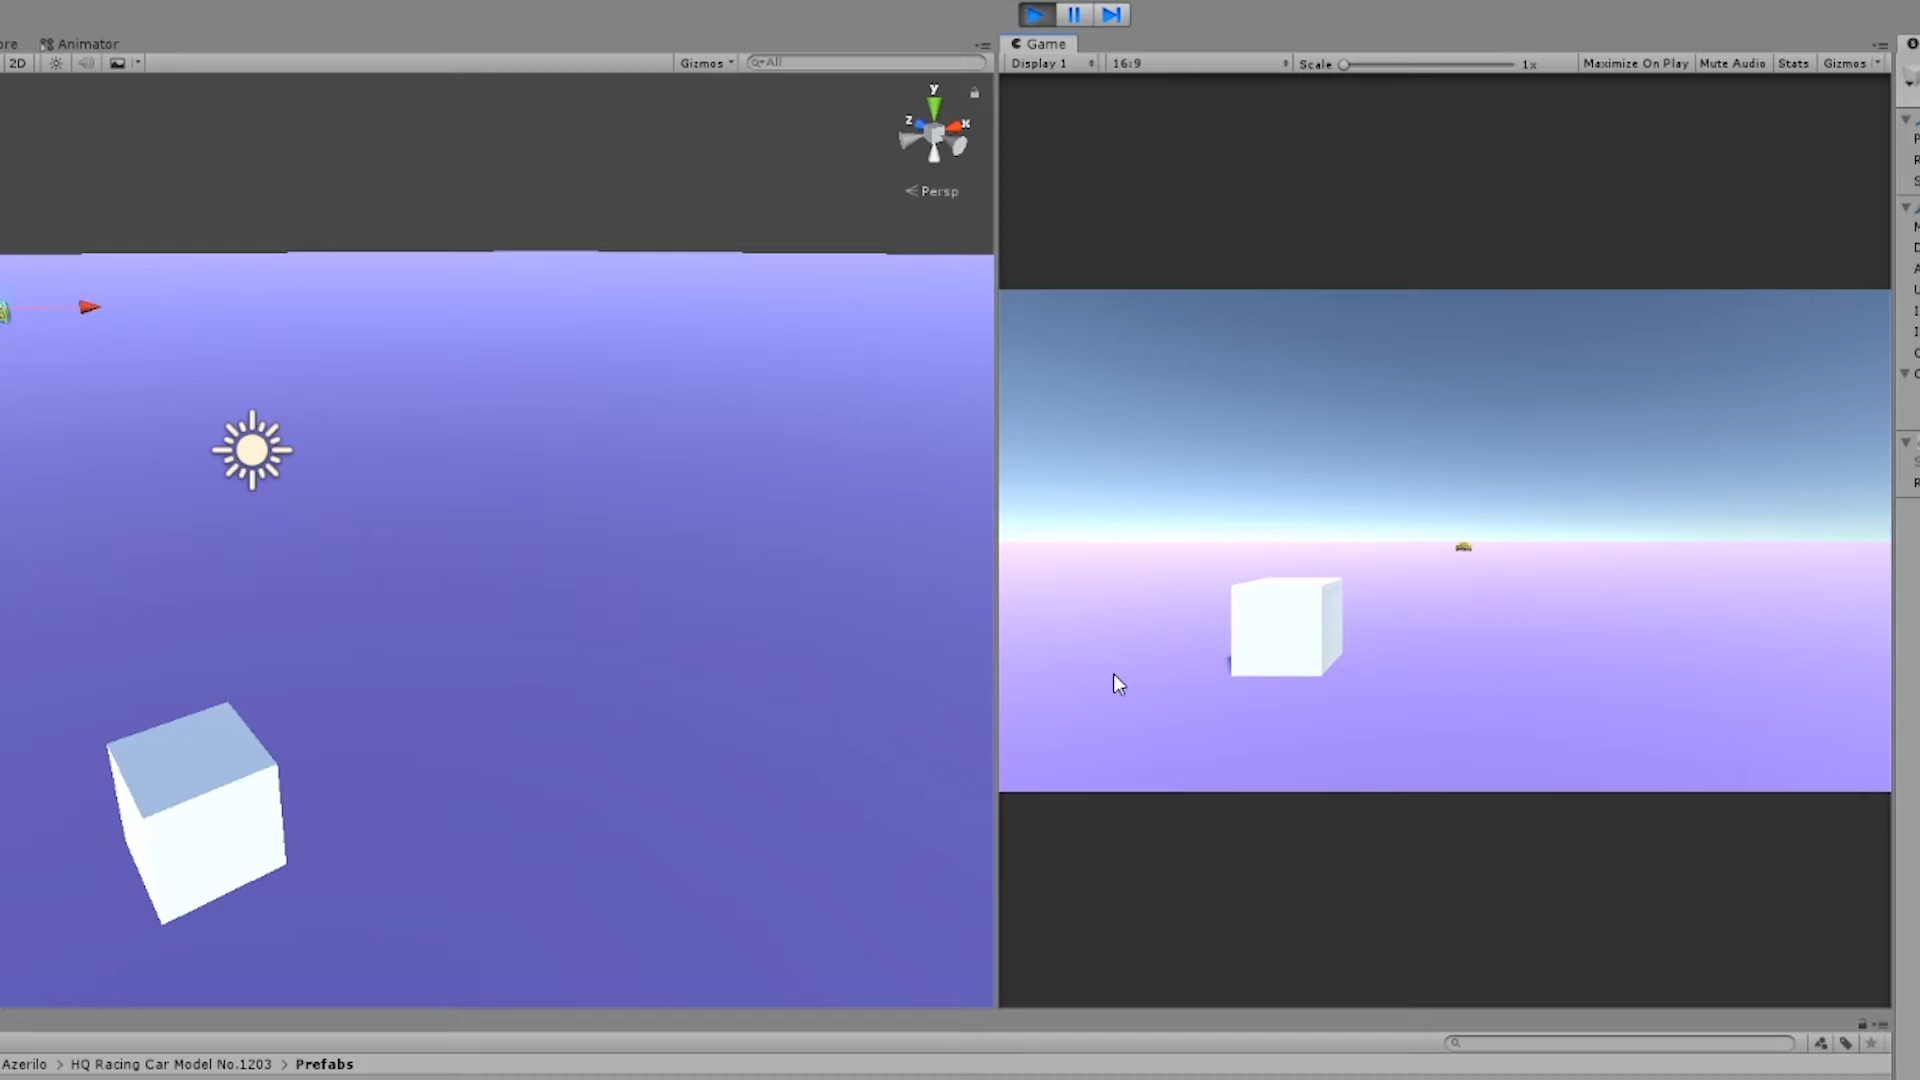 ore Animator
2D Gizmos All
y
z x
Persp
Game
Display 1 16:9 Scale 1x Maximize On Play Mute Audio Stats Gizmos
Azerilo > HQ Racing Car Model No.1203 > Prefabs